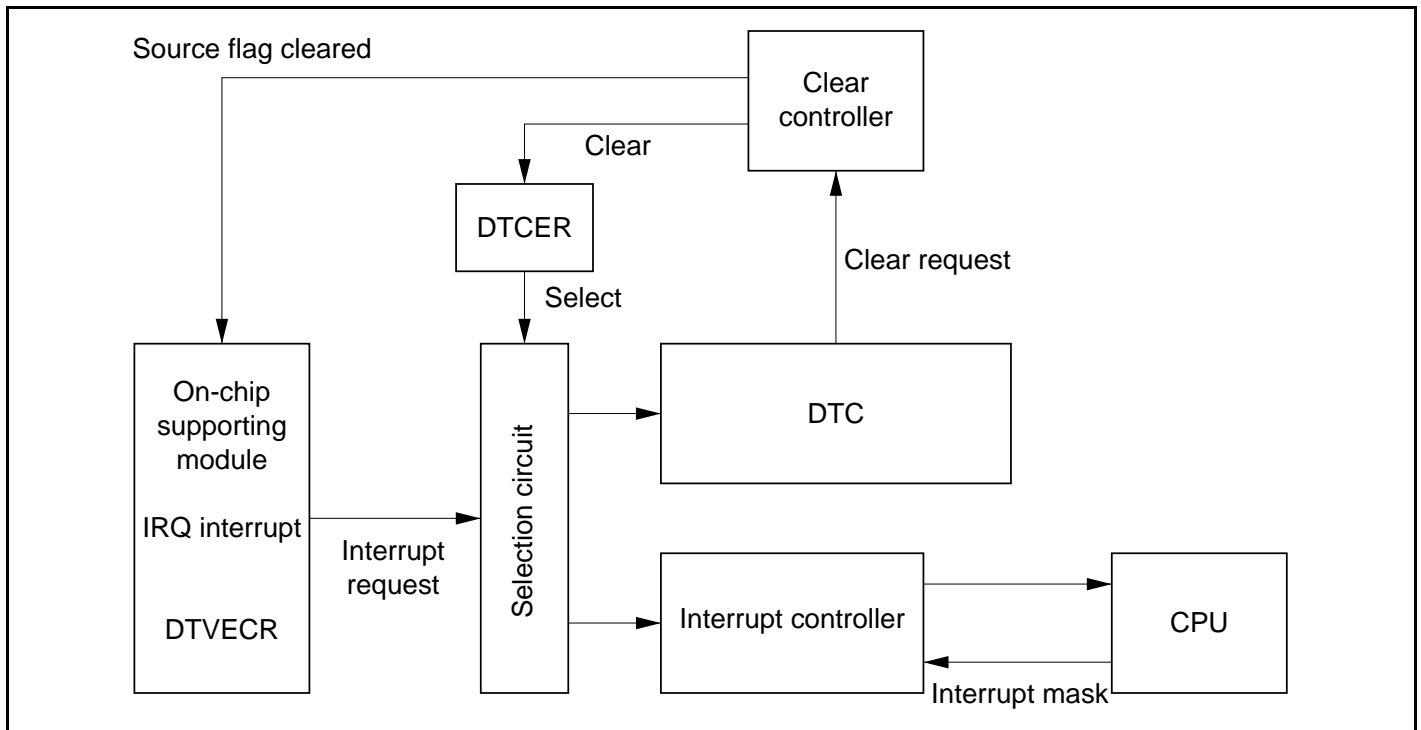 Source flag cleared
Clear
controller
Clear
DTCER
Clear request
Select
On-chip
supporting
module
IRQ interrupt
DTVECR
Interrupt
request
Selection circuit
DTC
Interrupt controller
CPU
Interrupt mask